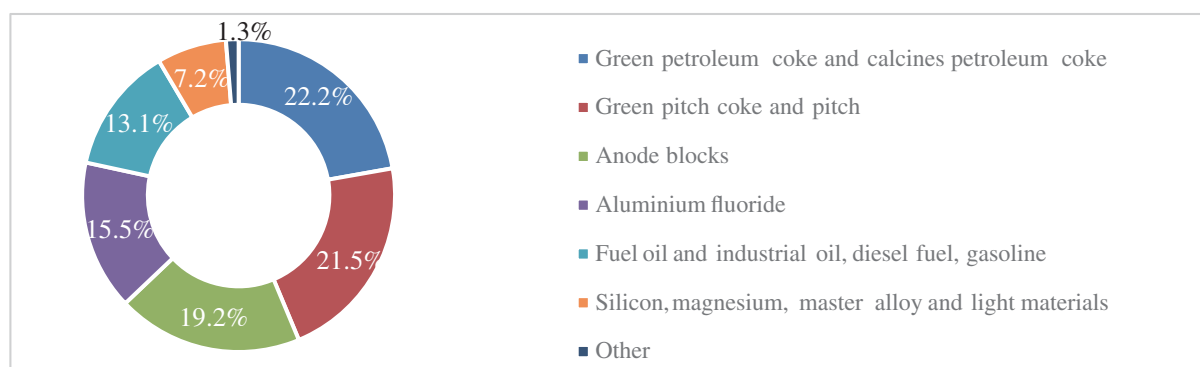 1.3%
7.2%
22.2%
13.1%
15.5%
21.5%
19.2%
Green petroleum coke and calcines petroleum coke
Green pitch coke and pitch
Anode blocks
Aluminium fluoride
Fuel oil and industrial oil, diesel fuel, gasoline
Silicon, magnesium, master alloy and light materials
Other